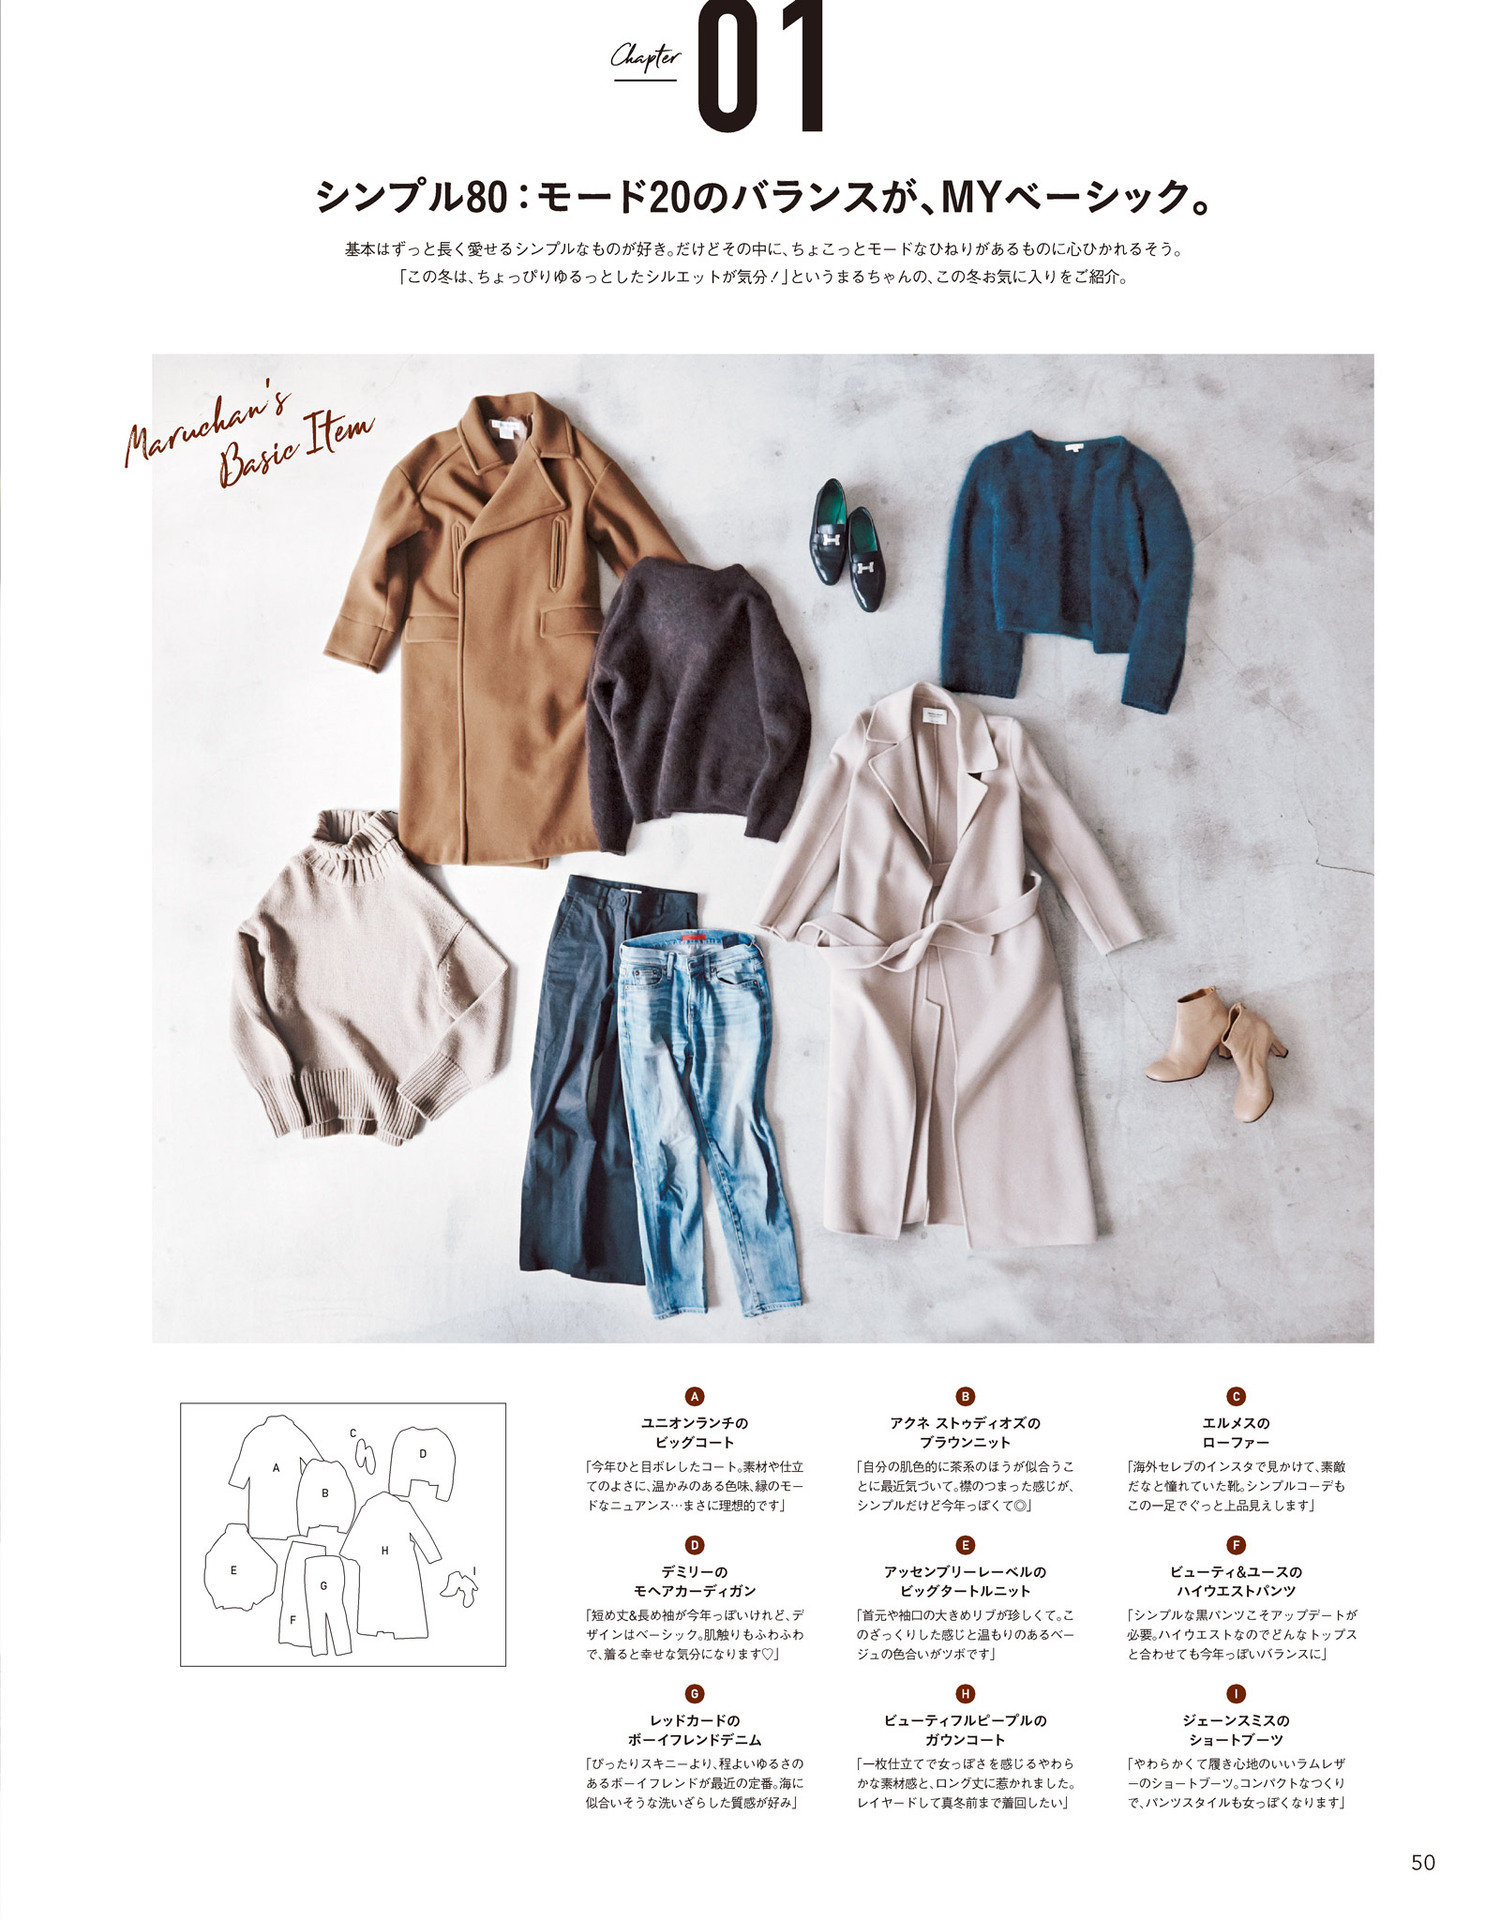 Chapter
01
シンプル80：モード20のバランスが、MYベーシック。
基本はずっと長く愛せるシンプルなものが好き。だけどその中に、ちょこっとモードなひねりがあるものに心ひかれるそう。
「この冬は、ちょっぴりゆるっとしたシルエットが気分！」というまるちゃんの、この冬お気に入りをご紹介。
Maruchan's
Basic Item
A
B
C
D
E
F
G
H
I
A
ユニオンランチの
ビッグコート
「今年ひと目ボレしたコート。素材や仕立
てのよさに、温かみのある色味、縁のモー
ドなニュアンス…まさに理想的です」
B
アクネ ストゥディオズの
ブラウンニット
「自分の肌色的に茶系のほうが似合うこ
とに最近気づいて。襟のつまった感じが、
シンプルだけど今年っぽくて◎」
C
エルメスの
ローファー
「海外セレブのインスタで見かけて、素敵
だなと憧れていた靴。シンプルコーデも
この一足でぐっと上品見えします」
D
デミリーの
モヘアカーディガン
「短め丈&長め袖が今年っぽいけれど、デ
ザインはベーシック。肌触りもふわふわ
で、着ると幸せな気分になります♡」
E
アッセンブリーレーベルの
ビッグタートルニット
「首元や袖口の大きめリブが珍しくて。こ
のざっくりした感じと温もりのあるベー
ジュの色合いがツボです」
F
ビューティ&ユースの
ハイウエストパンツ
「シンプルな黒パンツこそアップデートが
必要。ハイウエストなのでどんなトップス
と合わせても今年っぽいバランスに」
G
レッドカードの
ボーイフレンドデニム
「ぴったりスキニーより、程よいゆるさの
あるボーイフレンドが最近の定番。海に
似合いそうな洗いざらした質感が好み」
H
ビューティフルピープルの
ガウンコート
「一枚仕立てで女っぽさを感じるやわら
かな素材感と、ロング丈に惹かれました。
レイヤードして真冬前まで着回したい」
I
ジェーンスミスの
ショートブーツ
「やわらかくて履き心地のいいラムレザ
ーのショートブーツ。コンパクトなつくり
で、パンツスタイルも女っぽくなります」
50